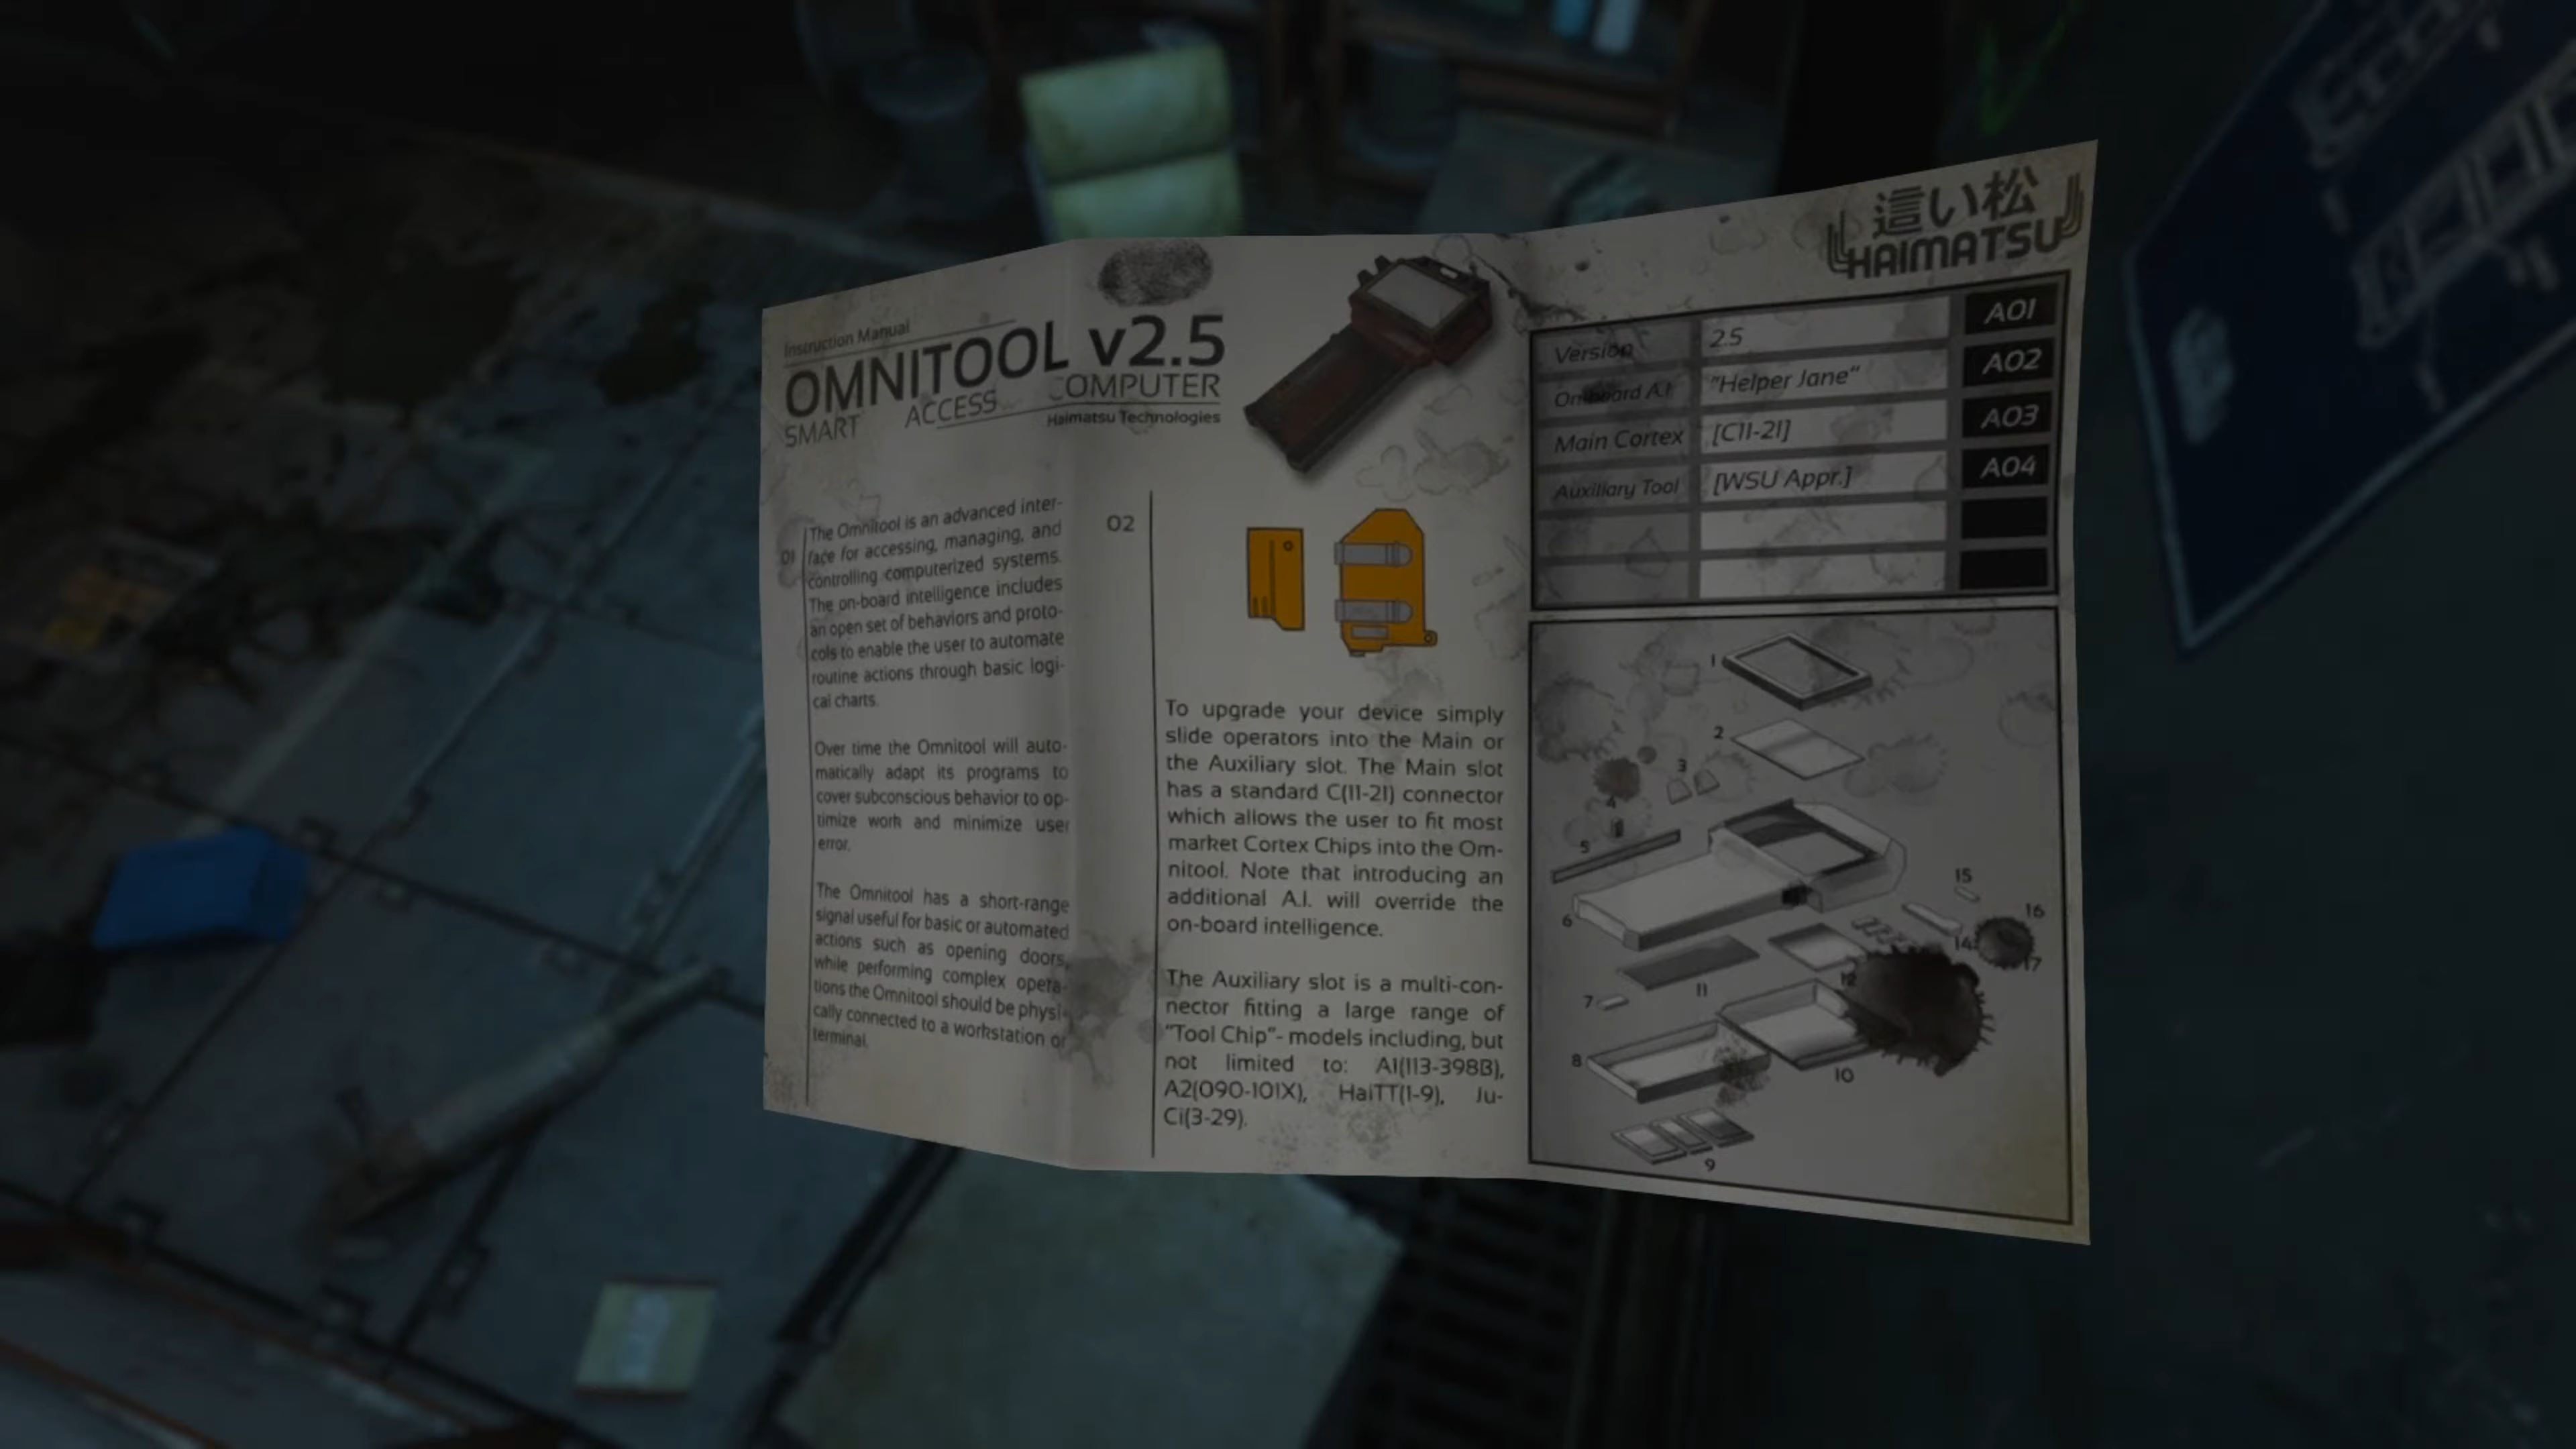 Instruction Manual
OMNITOOL v2.5
SMART ACCESS COMPUTER
Haimatsu Technologies
01
The Omnitool is an advanced inter-
face for accessing, managing, and
controlling computerized systems.
The on-board intelligence includes
an open set of behaviors and proto-
cols to enable the user to automate
routine actions through basic logi-
cal charts.
Over time the Omnitool will auto-
matically adapt its programs to
cover subconscious behavior to op-
timize work and minimize user
error.
The Omnitool has a short-range
signal useful for basic or automated
actions such as opening doors,
while performing complex opera-
tions the Omnitool should be physi-
cally connected to a workstation or
terminal.
02
To upgrade your device simply
slide operators into the Main or
the Auxiliary slot. The Main slot
has a standard C(11-21) connector
which allows the user to fit most
market Cortex Chips into the Om-
nitool. Note that introducing an
additional A.I. will override the
on-board intelligence.
The Auxiliary slot is a multi-con-
nector fitting a large range of
"Tool Chip"- models including, but
not limited to: A1(113-398B),
A2(090-101X), HaiTT(1-9), Ju-
Ci(3-29).
這い松
HAIMATSU
Version 2.5 A01
On-board A.I "Helper Jane" A02
Main Cortex [C11-21] A03
Auxiliary Tool [WSU Appr.] A04
1
2
3
4
5
6
7
8
9
10
11
12
14
15
16
17